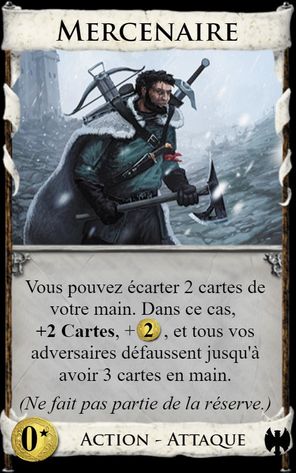 MERCENAIRE
Vous pouvez écarter 2 cartes de
votre main. Dans ce cas,
+2 Cartes, +2, et tous vos
adversaires défaussent jusqu'à
avoir 3 cartes en main.
(Ne fait pas partie de la réserve.)
0* ACTION - ATTAQUE